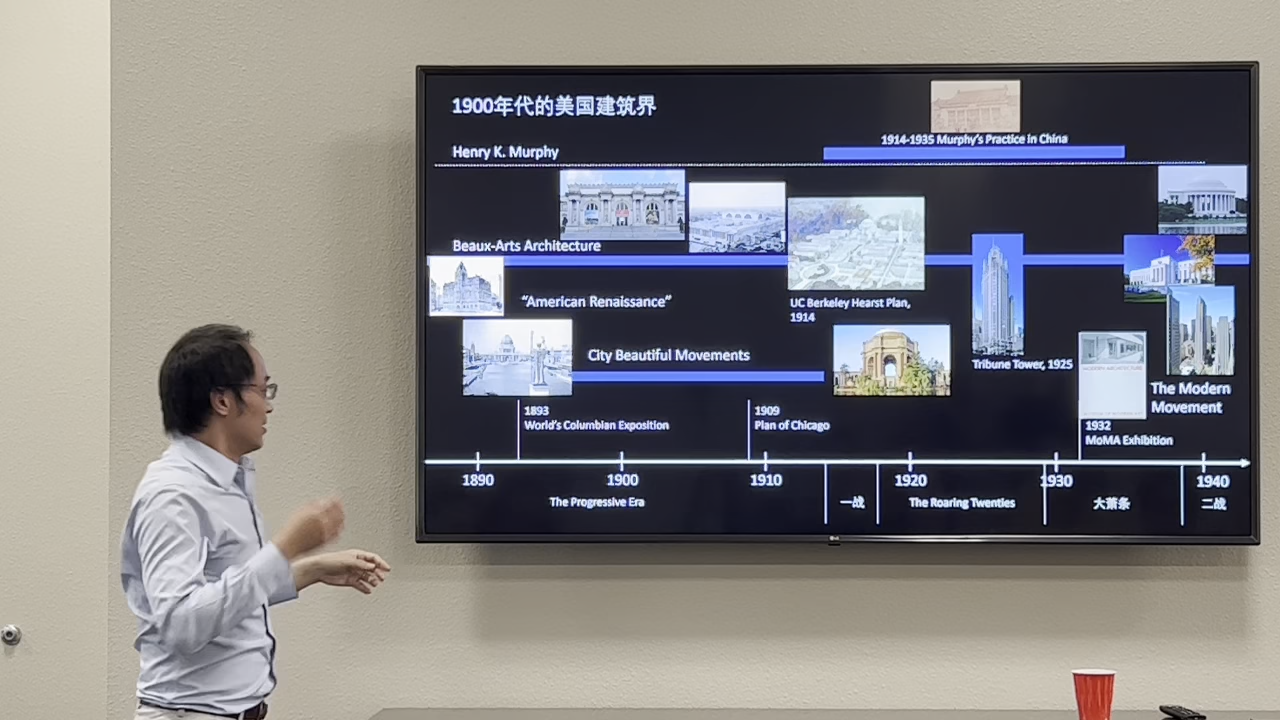 1900年代的美国建筑界
1914-1935 Murphy's Practice in China
Henry K. Murphy
Beaux-Arts Architecture
"American Renaissance"
UC Berkeley Hearst Plan,
1914
City Beautiful Movements
Tribune Tower, 1925
MODERN ARCHITECTURE
The Modern
Movement
1893
World's Columbian Exposition
1909
Plan of Chicago
1932
MoMA Exhibition
1890
1900
1910
1920
1930
1940
The Progressive Era
一战
The Roaring Twenties
大萧条
二战
LG